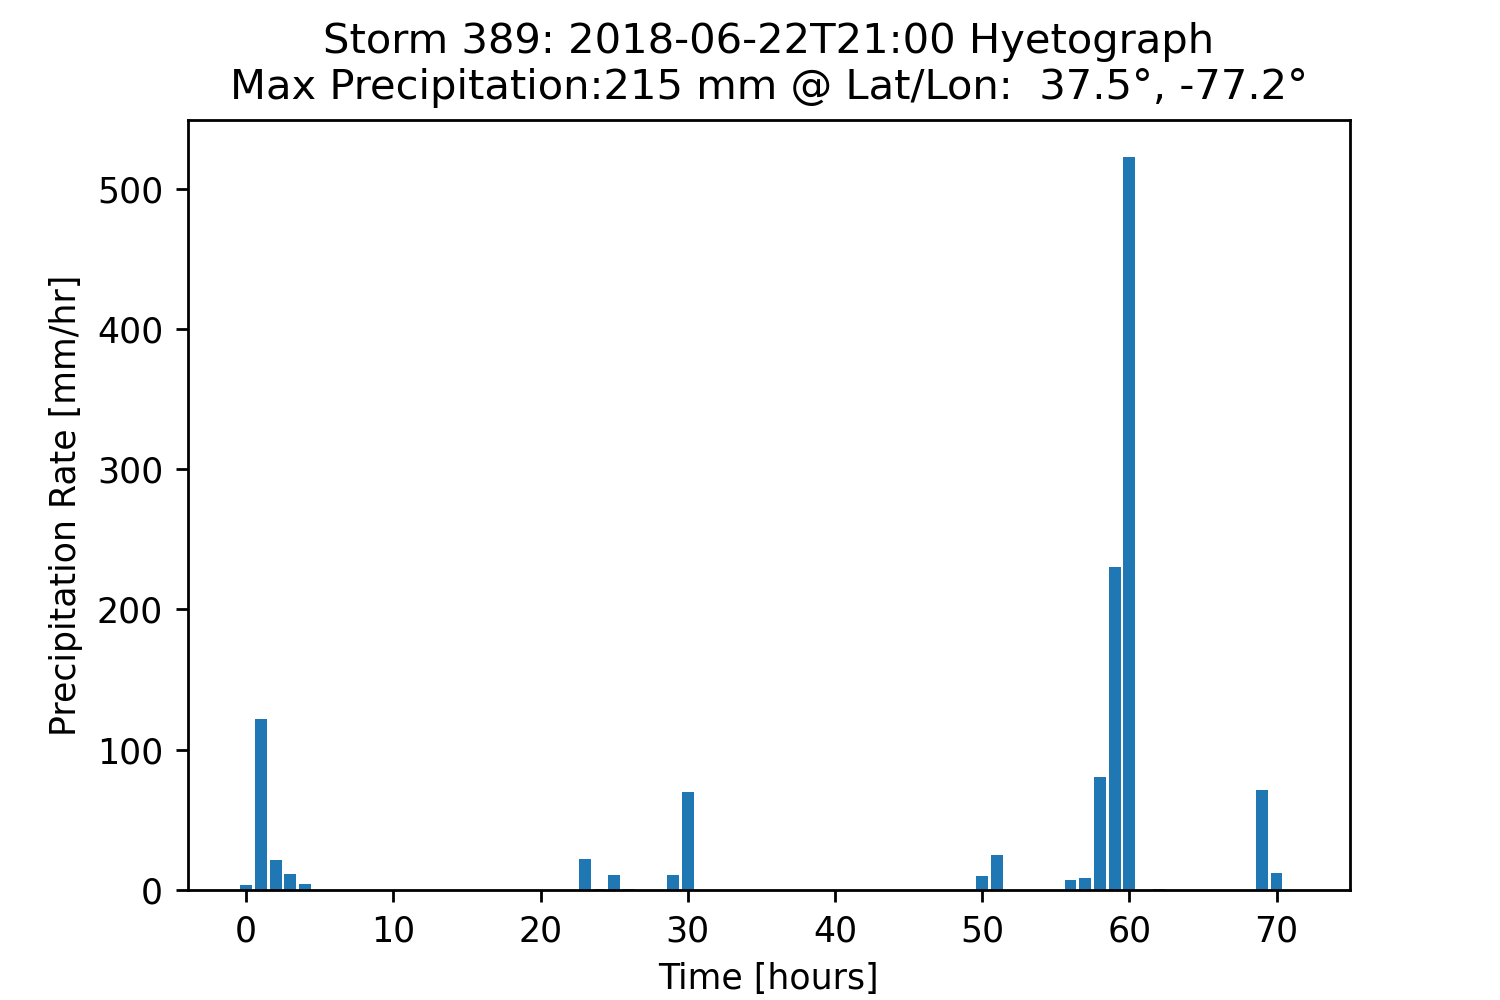 Storm 389: 2018-06-22T21:00 Hyetograph
Max Precipitation:215 mm @ Lat/Lon:  37.5°, -77.2°
Precipitation Rate [mm/hr]
500
400
300
200
100
0
0 10 20 30 40 50 60 70
Time [hours]